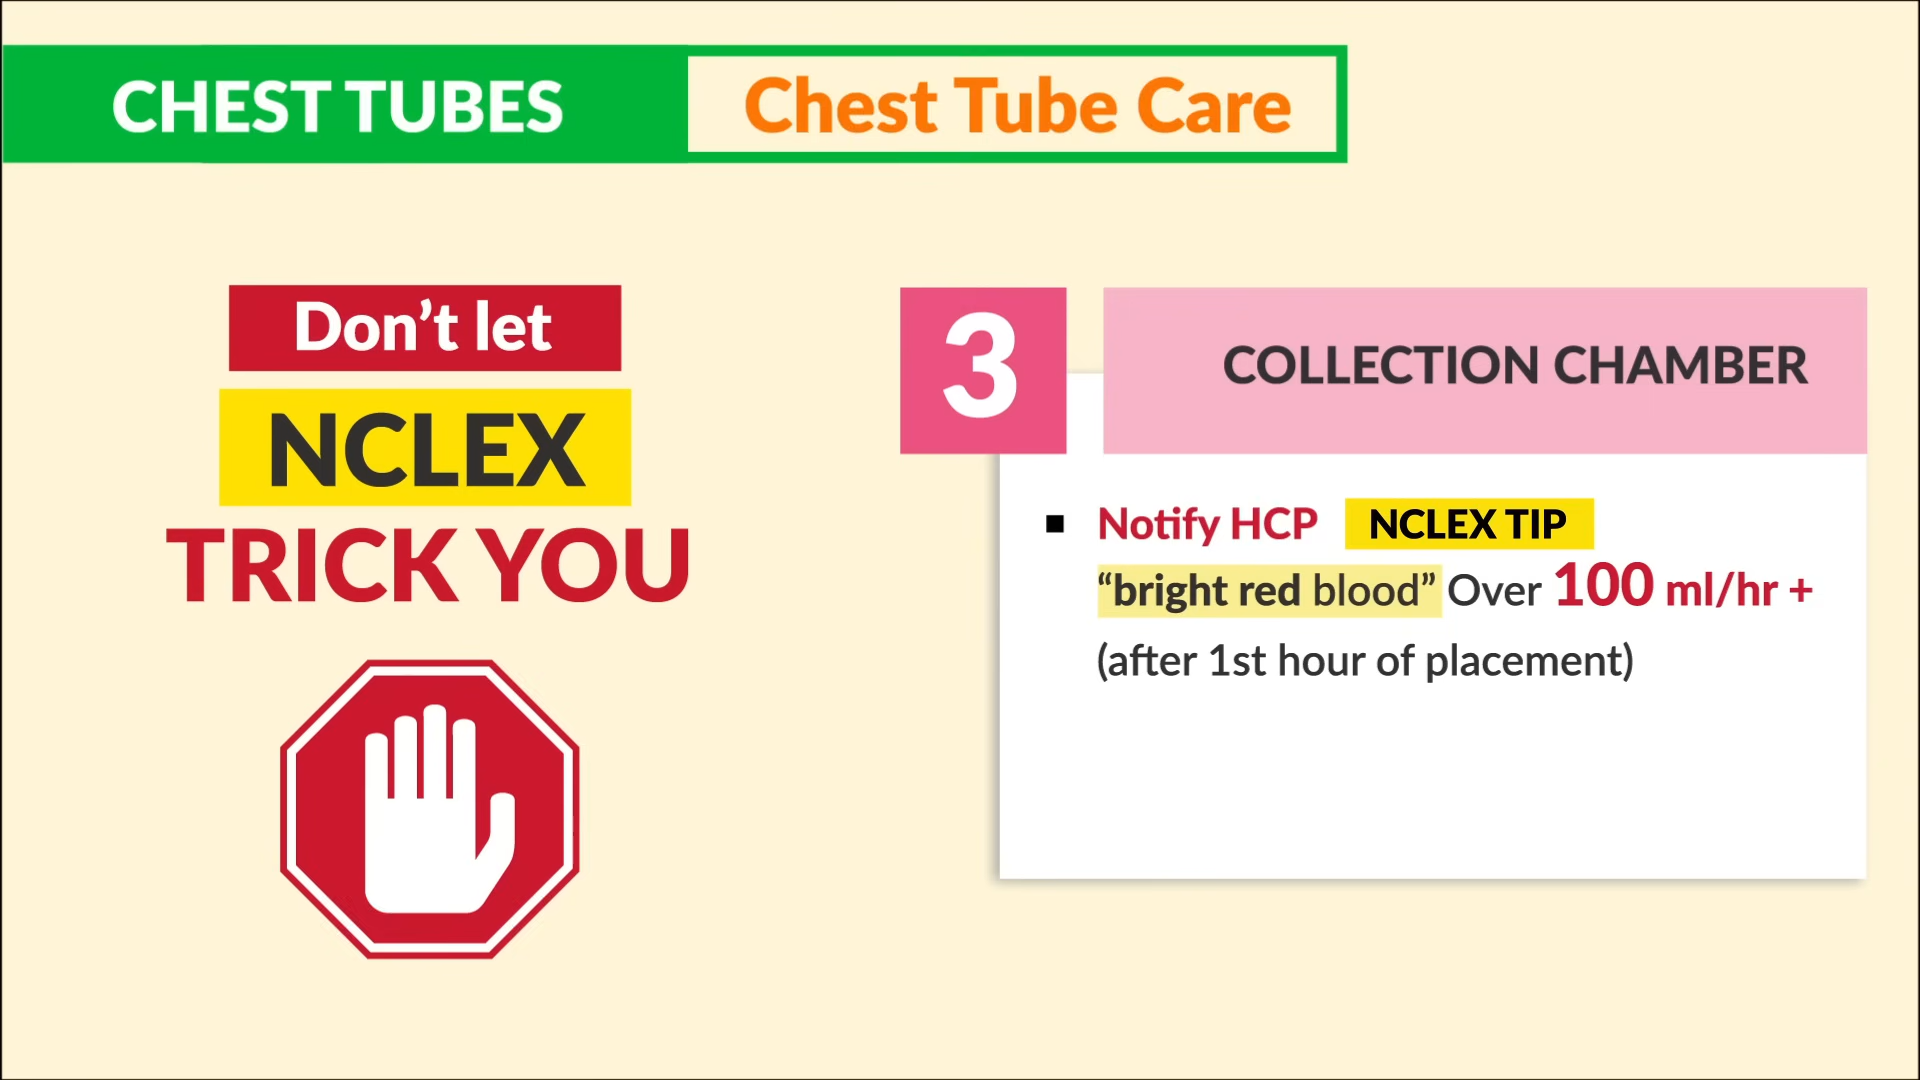 CHEST TUBES
Chest Tube Care
Don’t let
NCLEX
TRICK YOU
3
COLLECTION CHAMBER
▪ Notify HCP NCLEX TIP
“bright red blood” Over 100 ml/hr +
(after 1st hour of placement)